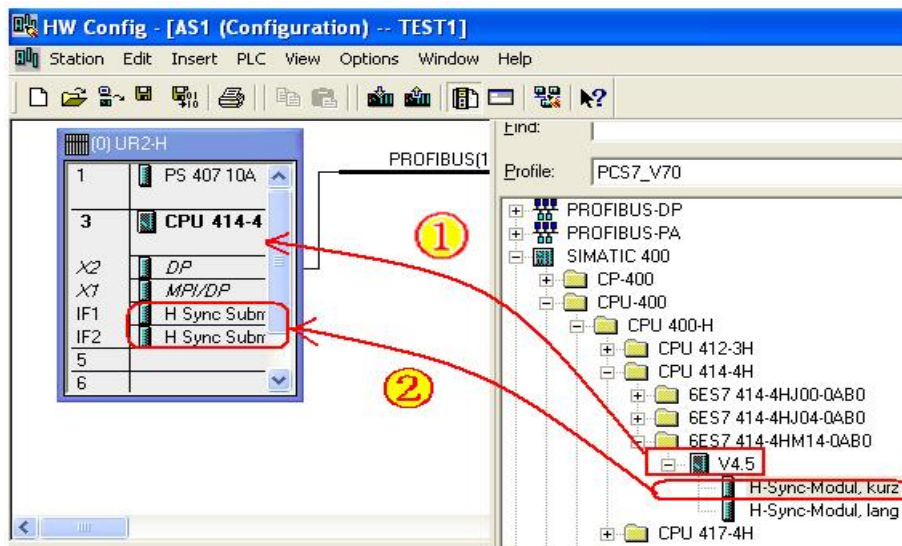 HW Config - [AS1 (Configuration) -- TEST1]
Station Edit Insert PLC View Options Window Help
(0) UR2-H
1 PS 407 10A
3 CPU 414-4
X2 DP
X1 MPI/DP
IF1 H Sync Subm
IF2 H Sync Subm
5
6
PROFIBUS(1
1
2
Find:
Profile: PCS7_V70
PROFIBUS-DP
PROFIBUS-PA
SIMATIC 400
CP-400
CPU-400
CPU 400-H
CPU 412-3H
CPU 414-4H
6ES7 414-4HJ00-0AB0
6ES7 414-4HJ04-0AB0
6ES7 414-4HM14-0AB0
V4.5
H-Sync-Modul, kurz
H-Sync-Modul, lang
CPU 417-4H